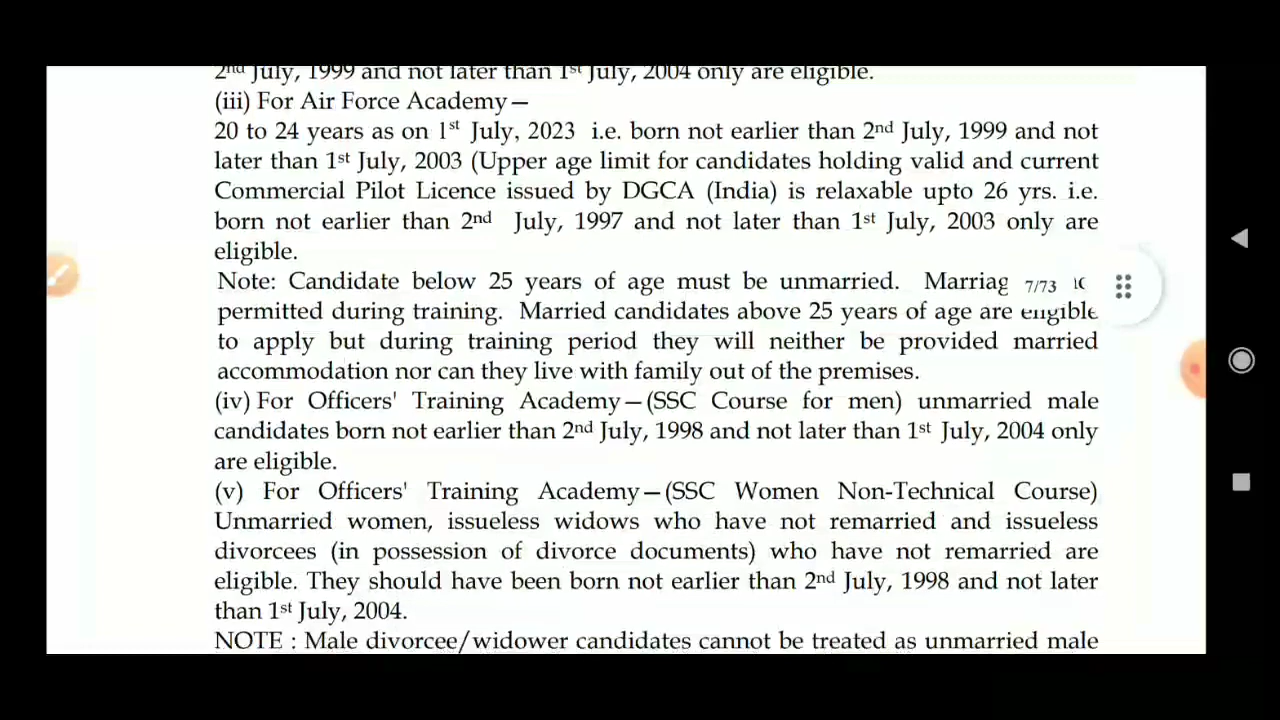 2nd July, 1999 and not later than 1st July, 2004 only are eligible.
(iii) For Air Force Academy—
20 to 24 years as on 1st July, 2023 i.e. born not earlier than 2nd July, 1999 and not
later than 1st July, 2003 (Upper age limit for candidates holding valid and current
Commercial Pilot Licence issued by DGCA (India) is relaxable upto 26 yrs. i.e.
born not earlier than 2nd July, 1997 and not later than 1st July, 2003 only are
eligible.
Note: Candidate below 25 years of age must be unmarried. Marriag 7/73
permitted during training. Married candidates above 25 years of age are eligible
to apply but during training period they will neither be provided married
accommodation nor can they live with family out of the premises.
(iv) For Officers' Training Academy—(SSC Course for men) unmarried male
candidates born not earlier than 2nd July, 1998 and not later than 1st July, 2004 only
are eligible.
(v) For Officers' Training Academy—(SSC Women Non-Technical Course)
Unmarried women, issueless widows who have not remarried and issueless
divorcees (in possession of divorce documents) who have not remarried are
eligible. They should have been born not earlier than 2nd July, 1998 and not later
than 1st July, 2004.
NOTE : Male divorcee/widower candidates cannot be treated as unmarried male